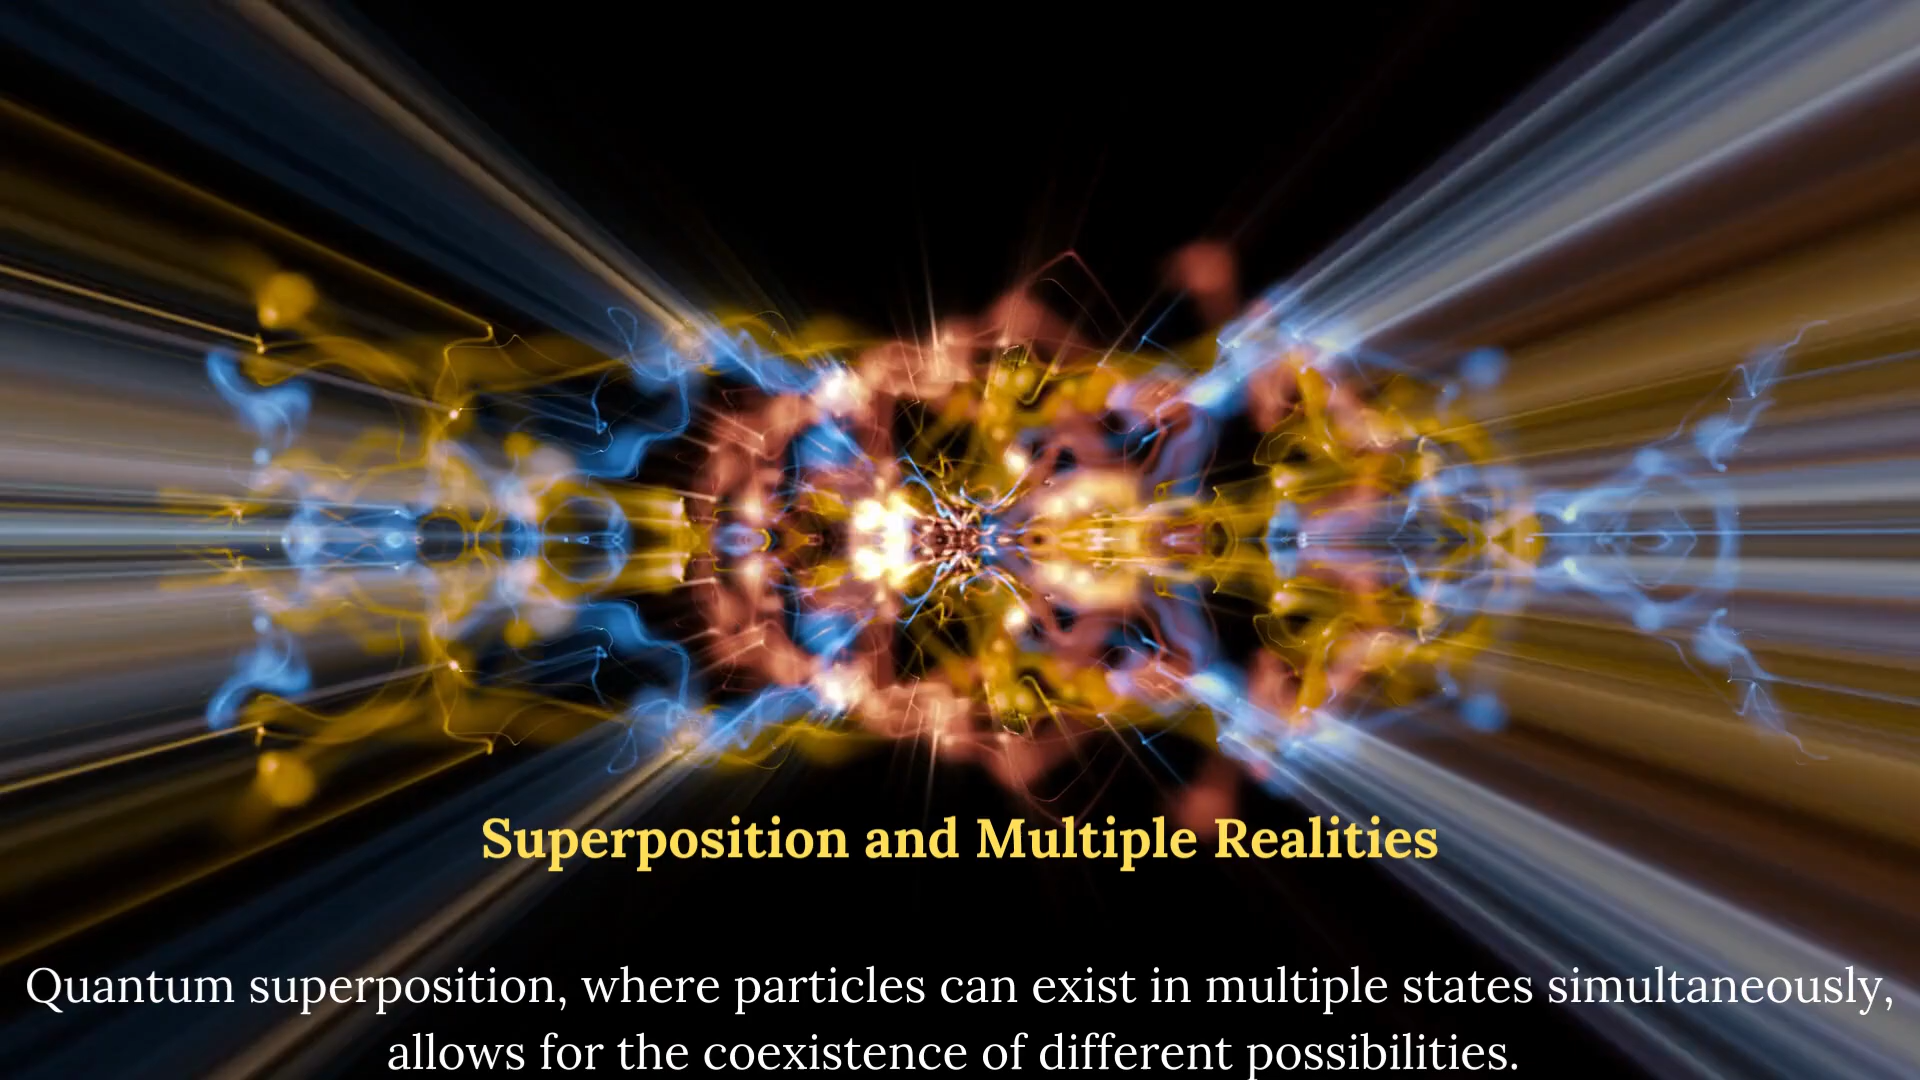 Superposition and Multiple Realities
Quantum superposition, where particles can exist in multiple states simultaneously,
allows for the coexistence of different possibilities.